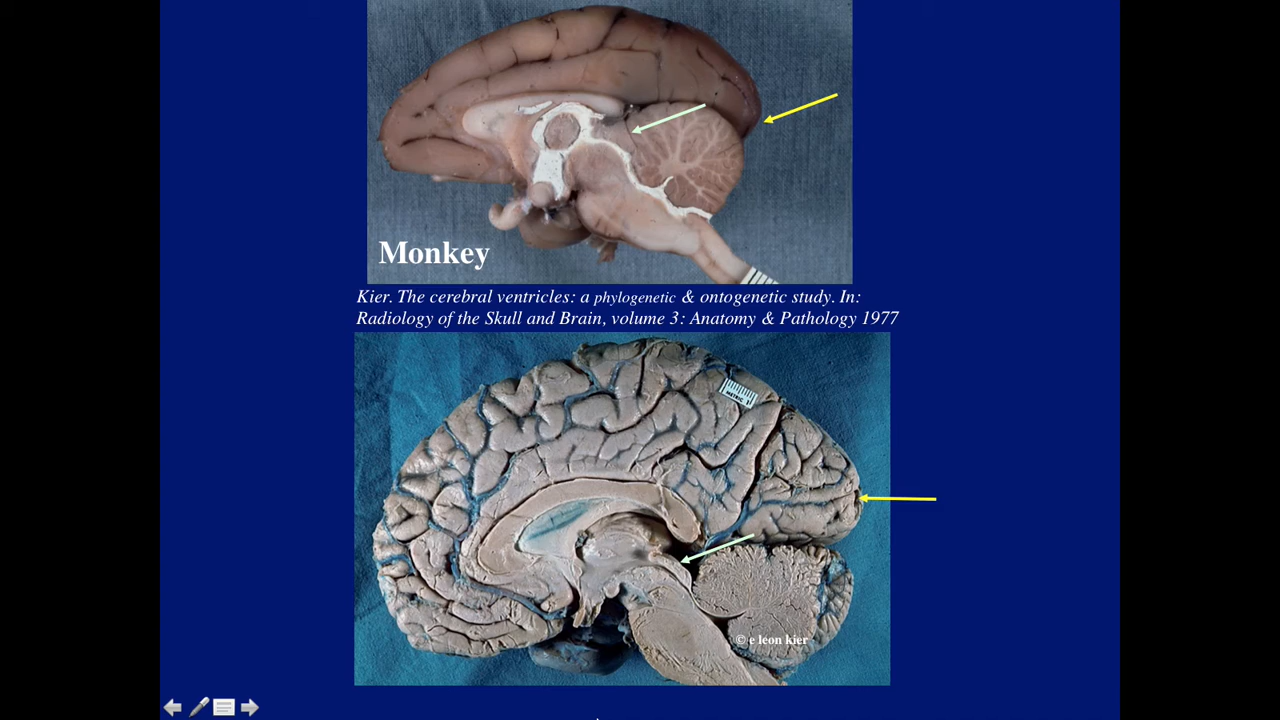 Monkey
Kier. The cerebral ventricles: a phylogenetic & ontogenetic study. In:
Radiology of the Skull and Brain, volume 3: Anatomy & Pathology 1977
© e leon kier